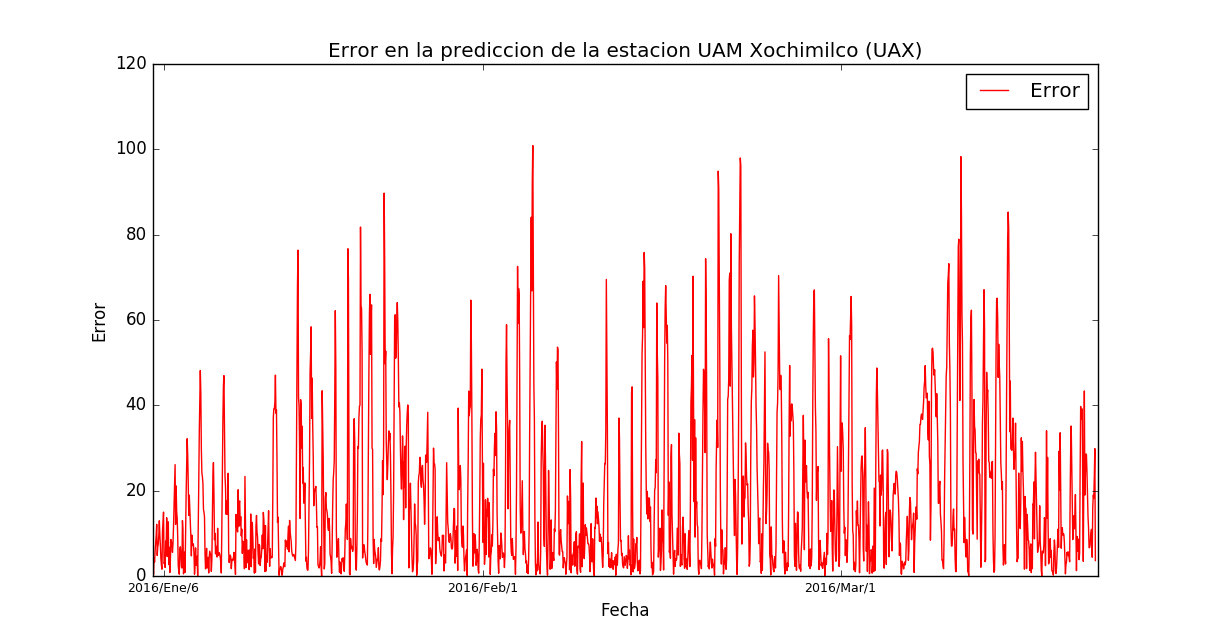 Error en la prediccion de la estacion UAM Xochimilco (UAX)
120
Error
100
80
60
Error
40
20
0
2016/Ene/6
2016/Feb/1
2016/Mar/1
Fecha